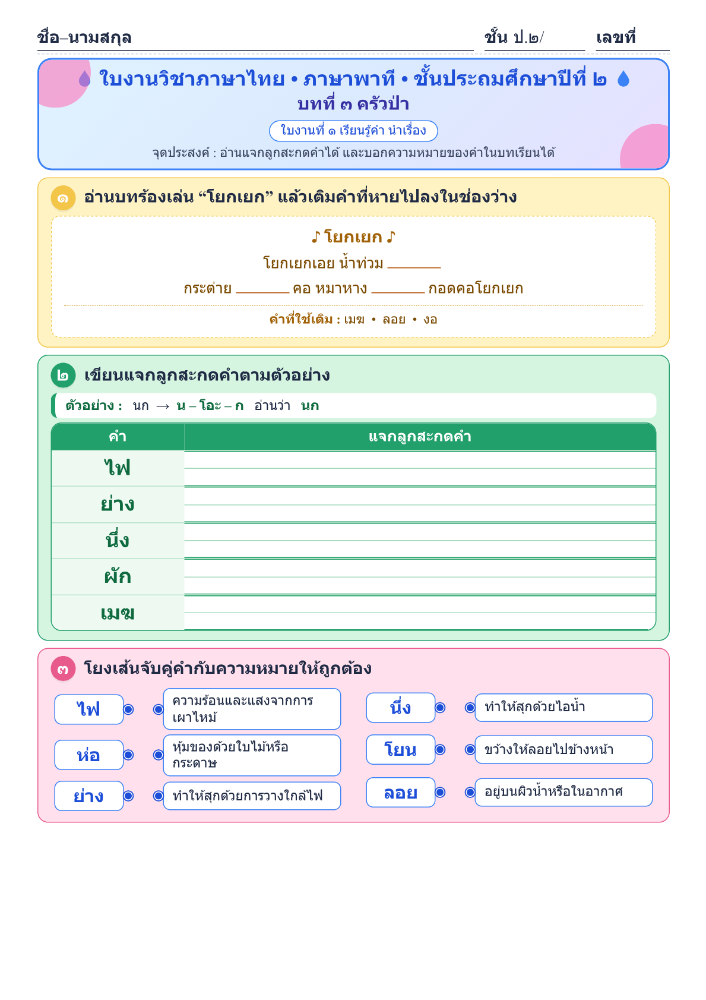 ชื่อ–นามสกุล ชั้น ป.๒/ เลขที่
ใบงานวิชาภาษาไทย • ภาษาพาที • ชั้นประถมศึกษาปีที่ ๒
บทที่ ๓ ครัวป่า
ใบงานที่ ๑ เรียนรู้คำ นำเรื่อง
จุดประสงค์ : อ่านแจกลูกสะกดคำได้ และบอกความหมายของคำในบทเรียนได้
๑ อ่านบทร้องเล่น “โยกเยก” แล้วเติมคำที่หายไปลงในช่องว่าง
♪ โยกเยก ♪
โยกเยกเอย น้ำท่วม ________
กระต่าย ________ คอ หมาหาง ________ กอดคอโยกเยก
คำที่ใช้เติม : เมฆ • ลอย • งอ
๒ เขียนแจกลูกสะกดคำตามตัวอย่าง
ตัวอย่าง : นก → น – โอะ – ก อ่านว่า นก
คำ แจกลูกสะกดคำ
ไฟ
ย่าง
นึ่ง
ผัก
เมฆ
๓ โยงเส้นจับคู่คำกับความหมายให้ถูกต้อง
ไฟ
ความร้อนและแสงจากการ
เผาไหม้
ห่อ
หุ้มของด้วยใบไม้หรือ
กระดาษ
ย่าง
ทำให้สุกด้วยการวางใกล้ไฟ
นึ่ง
ทำให้สุกด้วยไอน้ำ
โยน
ขว้างให้ลอยไปข้างหน้า
ลอย
อยู่บนผิวน้ำหรือในอากาศ